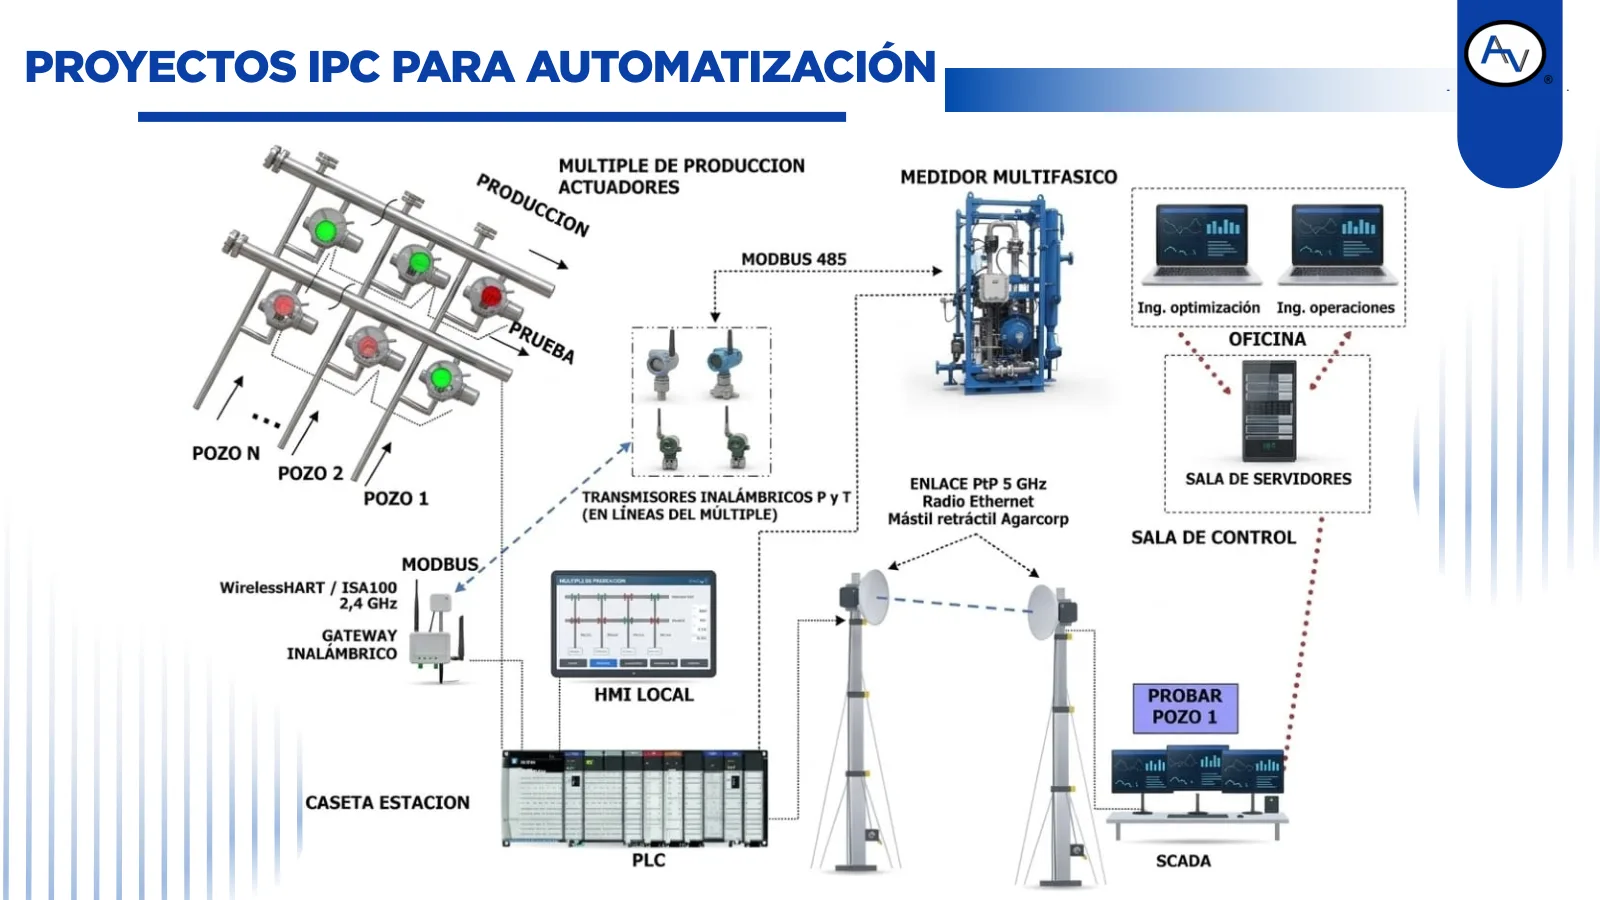 PROYECTOS IPC PARA AUTOMATIZACIÓN
AV
®
MULTIPLE DE PRODUCCION
ACTUADORES
PRODUCCION
PRUEBA
POZO N
POZO 2
POZO 1
MEDIDOR MULTIFASICO
MODBUS 485
Ing. optimización
Ing. operaciones
OFICINA
SALA DE SERVIDORES
SALA DE CONTROL
TRANSMISORES INALÁMBRICOS P y T
(EN LÍNEAS DEL MÚLTIPLE)
ENLACE PtP 5 GHz
Radio Ethernet
Mástil retráctil Agarcorp
MODBUS
WirelessHART / ISA100
2,4 GHz
GATEWAY
INALÁMBRICO
HMI LOCAL
PROBAR
POZO 1
CASETA ESTACION
PLC
SCADA